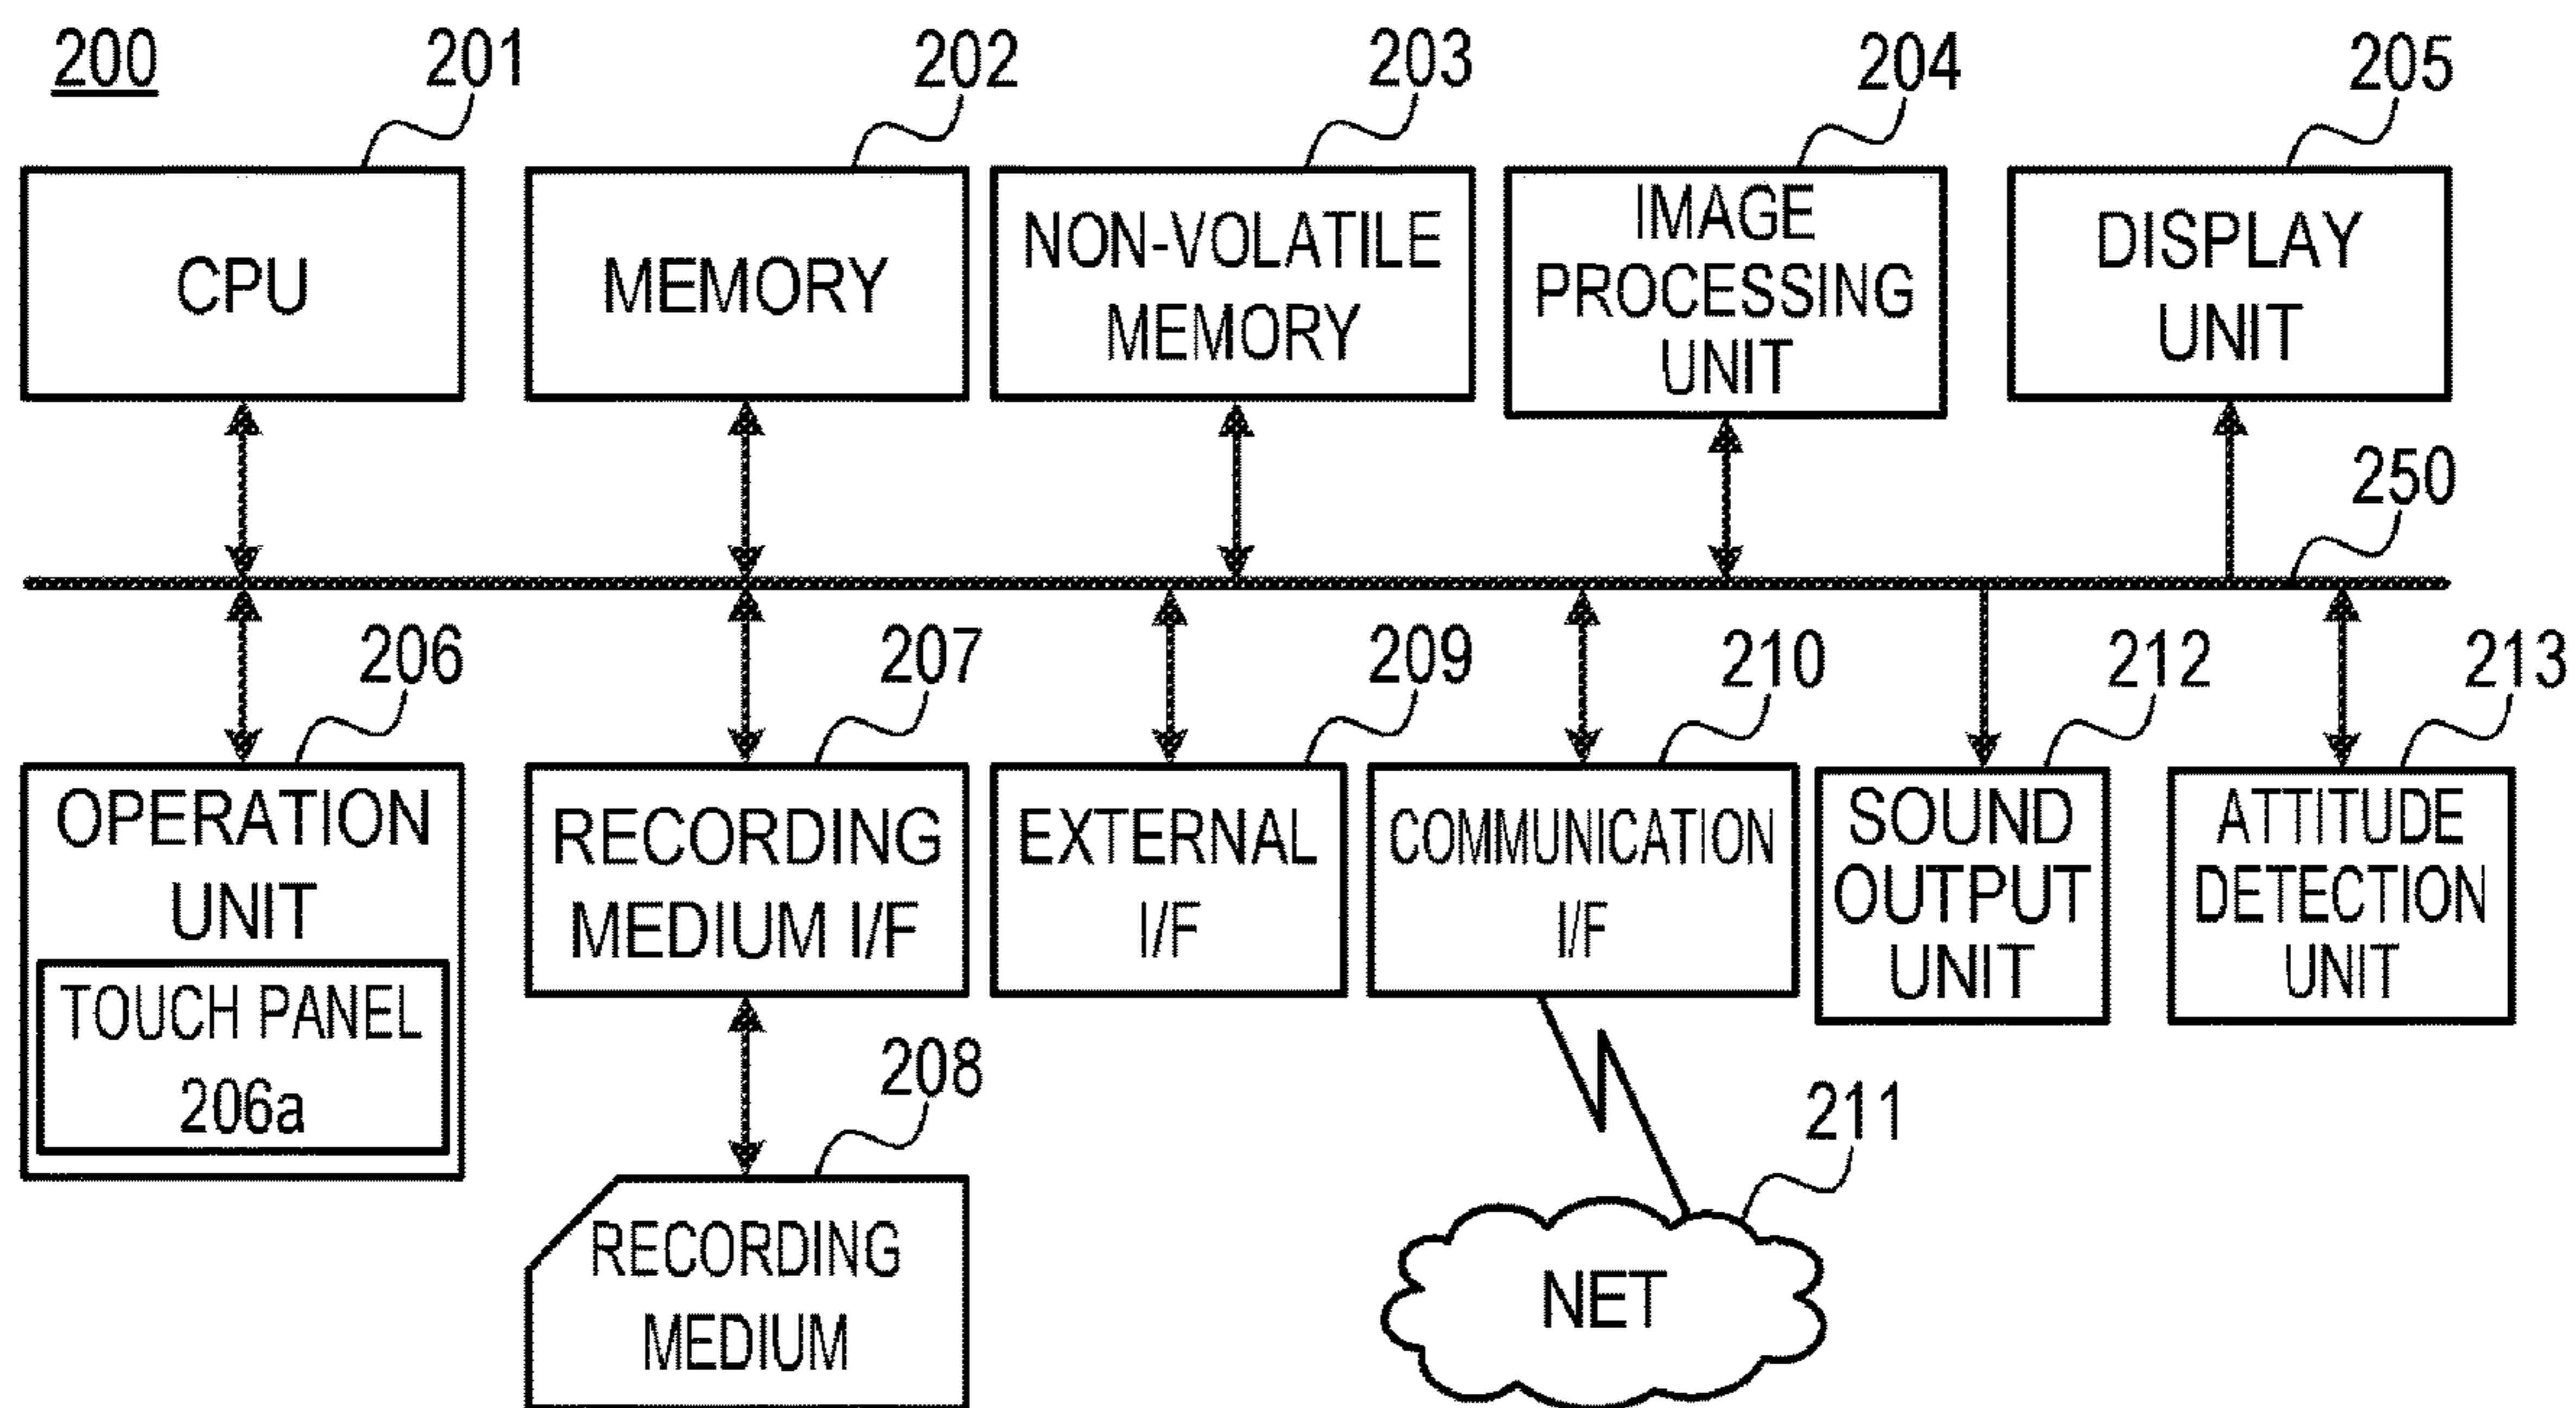 200
201
202
203
204
205
CPU
MEMORY
NON-VOLATILE
MEMORY
IMAGE
PROCESSING
UNIT
DISPLAY
UNIT
250
206
207
209
210
212
213
OPERATION
UNIT
TOUCH PANEL
206a
RECORDING
MEDIUM I/F
EXTERNAL
I/F
COMMUNICATION
I/F
SOUND
OUTPUT
UNIT
ATTITUDE
DETECTION
UNIT
208
211
RECORDING
MEDIUM
NET